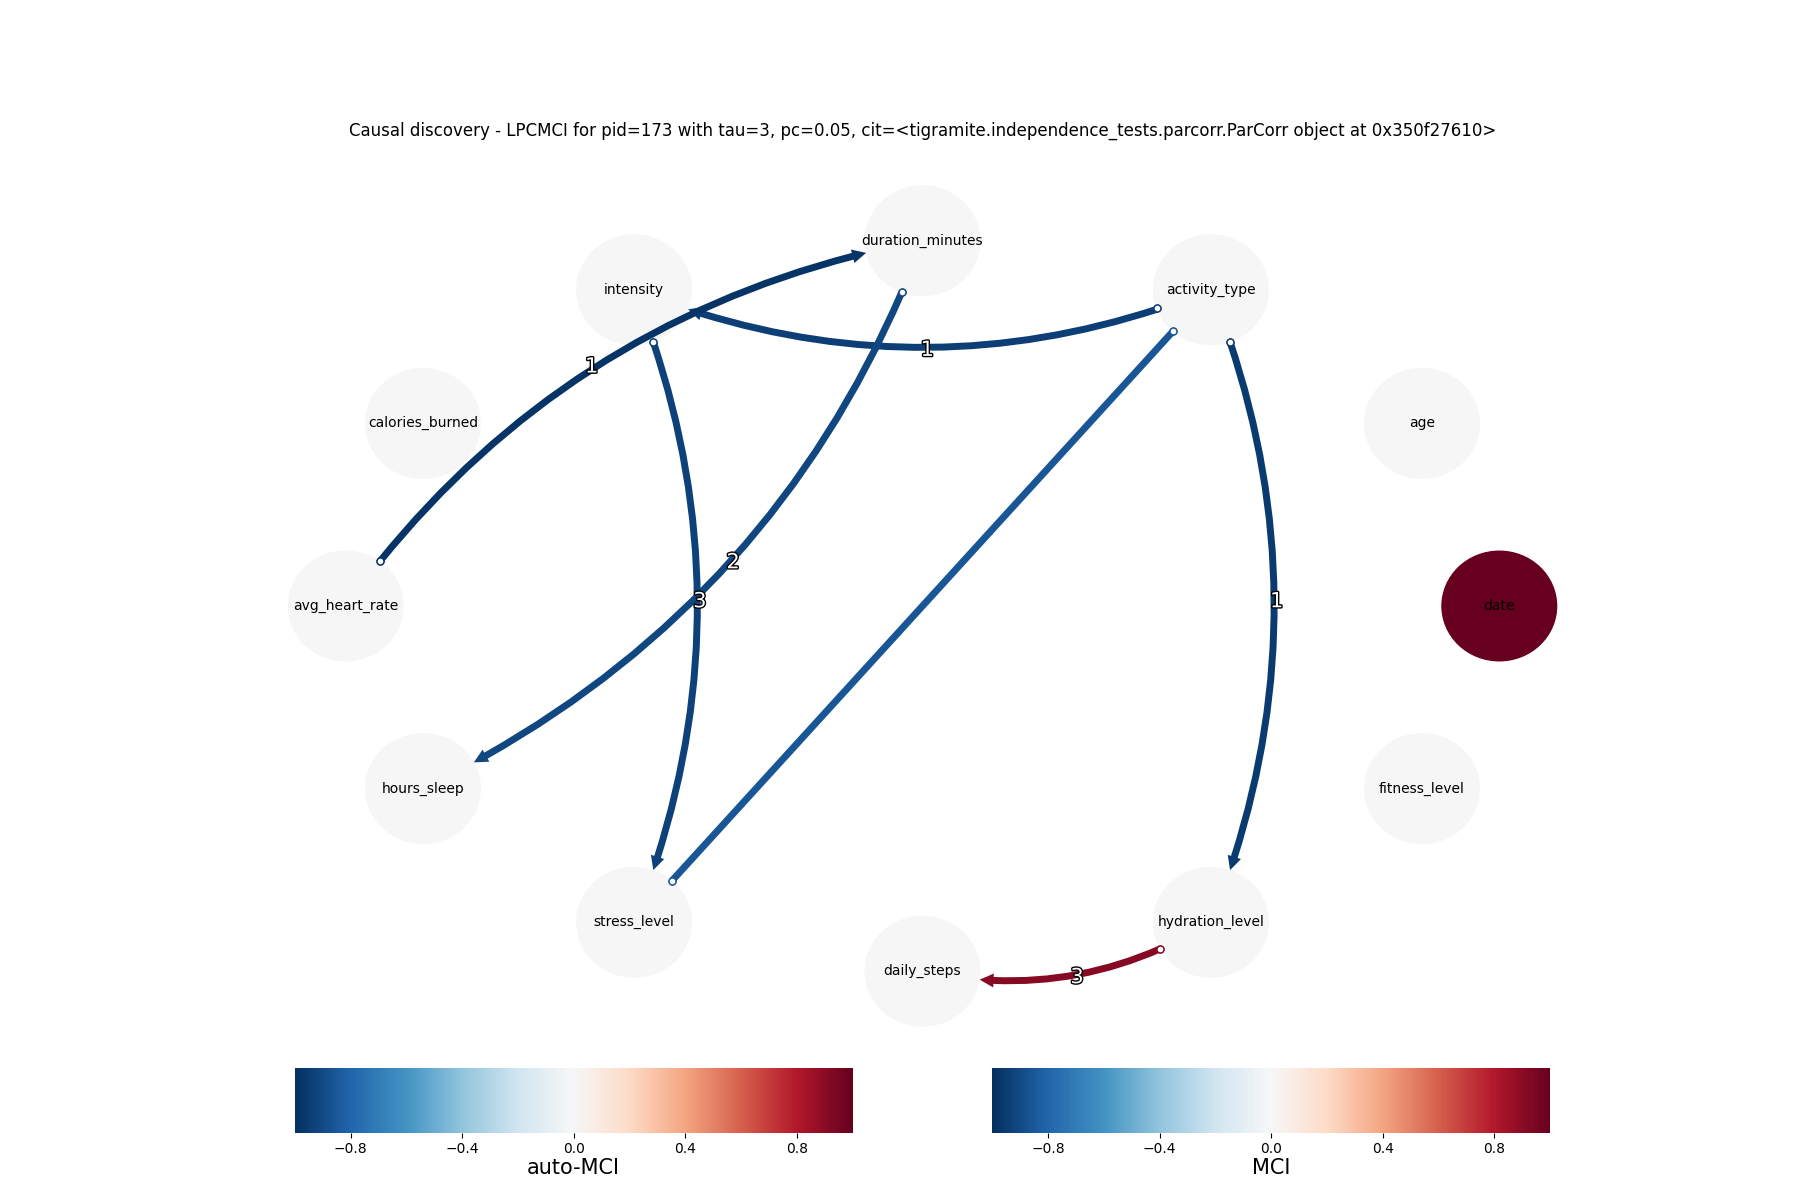 Causal discovery - LPCMCI for pid=173 with tau=3, pc=0.05, cit=<tigramite.independence_tests.parcorr.ParCorr object at 0x350f27610>
duration_minutes
intensity
activity_type
1
1
calories_burned
age
2
3
1
avg_heart_rate
date
hours_sleep
fitness_level
stress_level
hydration_level
daily_steps
3
−0.8 −0.4 0.0 0.4 0.8
auto-MCI
−0.8 −0.4 0.0 0.4 0.8
MCI